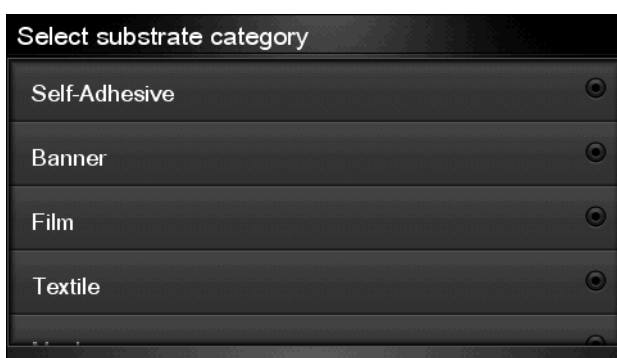 Select substrate category
Self-Adhesive
Banner
Film
Textile